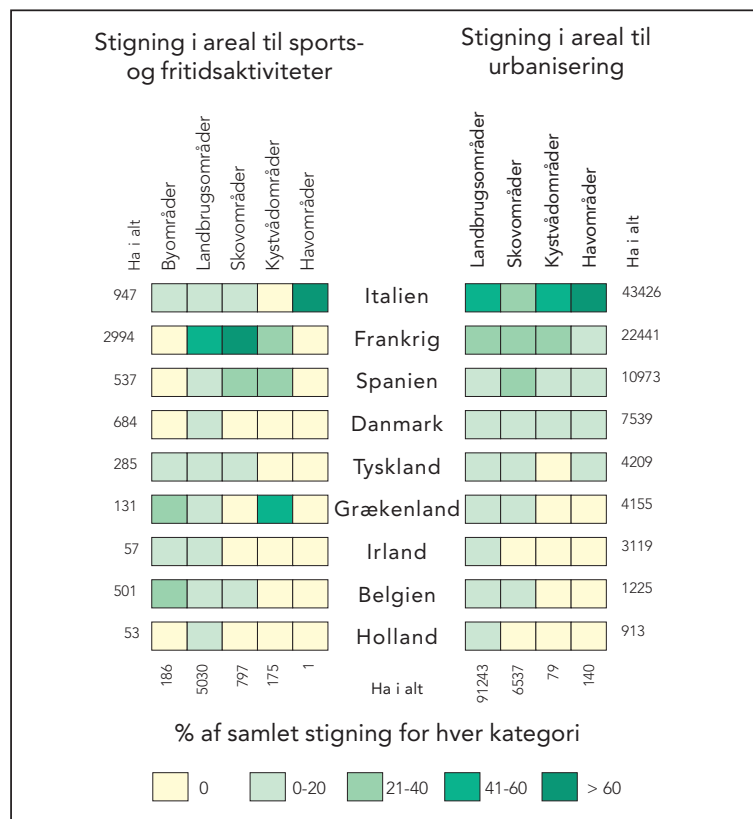 Stigning i areal til sports-
og fritidsaktiviteter
Stigning i areal til
urbanisering
Ha i alt
Byområder
Landbrugsområder
Skovområder
Kystvådområder
Havområder
Landbrugsområder
Skovområder
Kystvådområder
Havområder
Ha i alt
947 Italien 43426
2994 Frankrig 22441
537 Spanien 10973
684 Danmark 7539
285 Tyskland 4209
131 Grækenland 4155
57 Irland 3119
501 Belgien 1225
53 Holland 913
186 5030 797 175 1 Ha i alt 91243 6537 79 140
% af samlet stigning for hver kategori
0 0-20 21-40 41-60 > 60